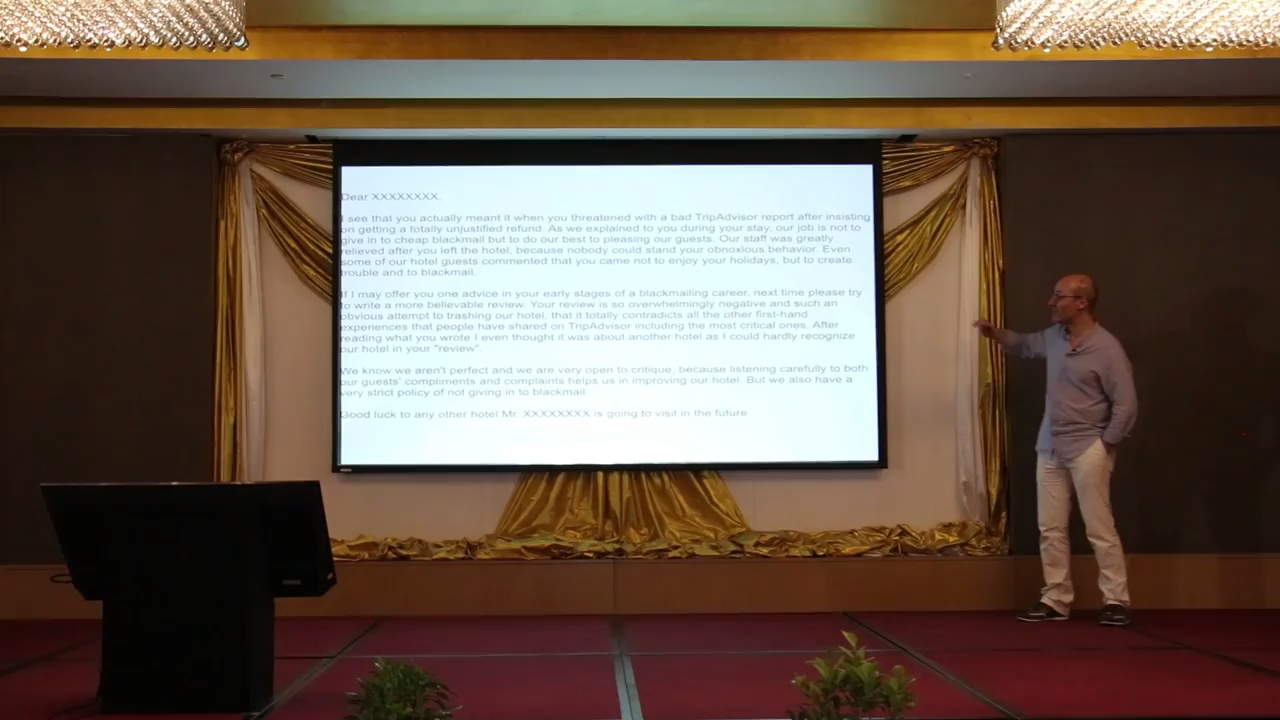 Dear XXXXXXXX,
I see that you actually meant it when you threatened with a bad TripAdvisor report after insisting
on getting a totally unjustified refund. As we explained to you during your stay, our job is not to
give in to cheap blackmail but to do our best to pleasing our guests. Our staff was greatly
relieved after you left the hotel, because nobody could stand your obnoxious behavior. Even
some of our hotel guests commented that you came not to enjoy your holidays, but to create
trouble and to blackmail.
If I may offer you one advice in your early stages of a blackmailing career, next time please try
to write a more believable review. Your review is so overwhelmingly negative and such an
obvious attempt to trashing our hotel, that it totally contradicts all the other first-hand
experiences that people have shared on TripAdvisor including the most critical ones. After
reading what you wrote I even thought it was about another hotel as I could hardly recognize
our hotel in your "review".
We know we aren't perfect and we are very open to critique, because listening carefully to both
our guests' compliments and complaints helps us in improving our hotel. But we also have a
very strict policy of not giving in to blackmail.
Good luck to any other hotel Mr. XXXXXXXX is going to visit in the future